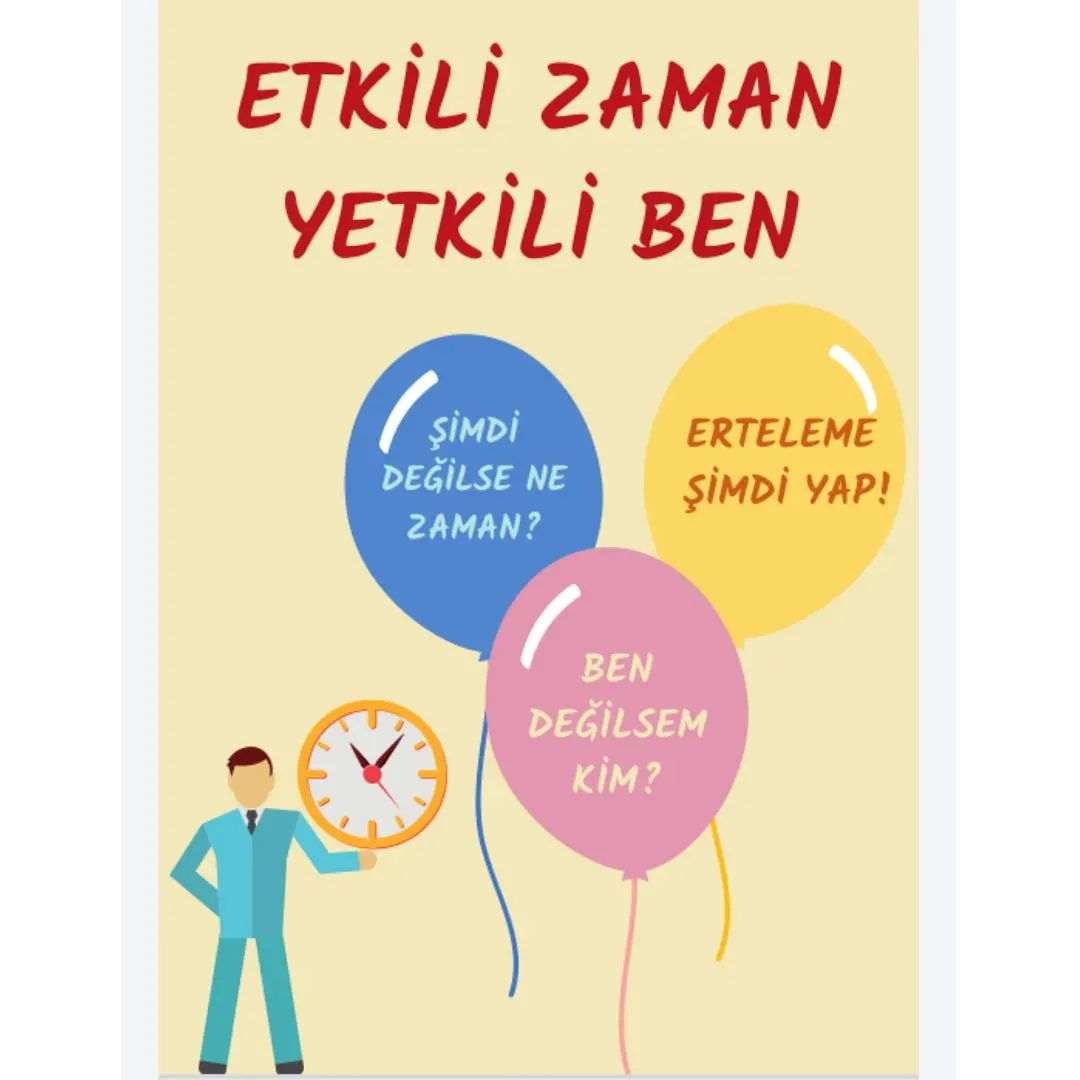 ETKİLİ ZAMAN
YETKİLİ BEN
ŞİMDİ
DEĞİLSE NE
ZAMAN?
ERTELEME
ŞİMDİ YAP!
BEN
DEĞİLSEM
KİM?